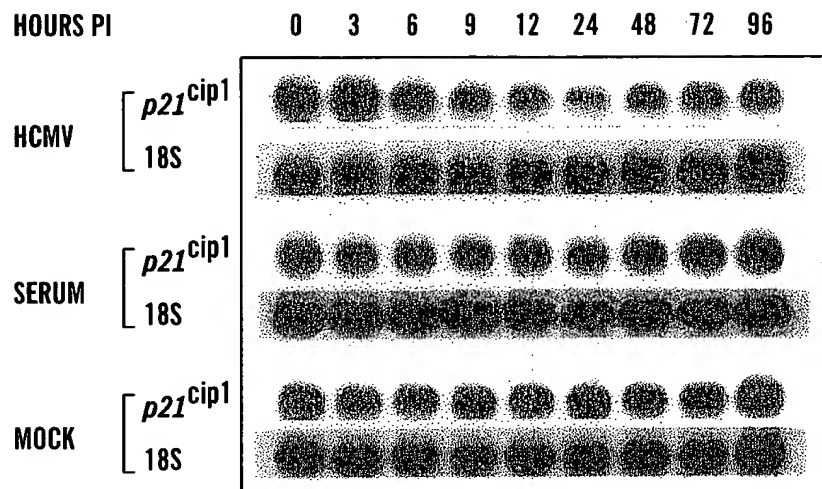 HOURS PI 0 3 6 9 12 24 48 72 96
p21cip1
HCMV
18S
p21cip1
SERUM
18S
p21cip1
MOCK
18S